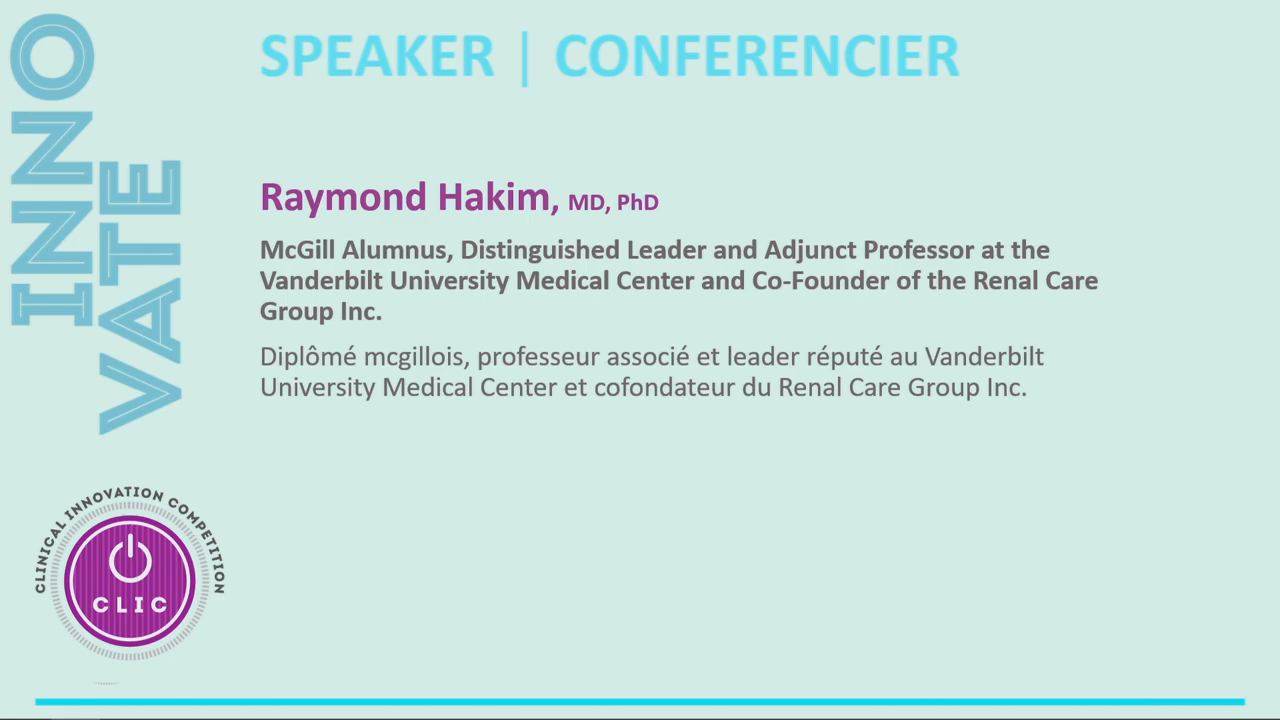 INNO
VATE
SPEAKER | CONFERENCIER
Raymond Hakim, MD, PhD
McGill Alumnus, Distinguished Leader and Adjunct Professor at the
Vanderbilt University Medical Center and Co-Founder of the Renal Care
Group Inc.
Diplômé mcgillois, professeur associé et leader réputé au Vanderbilt
University Medical Center et cofondateur du Renal Care Group Inc.
CLINICAL INNOVATION COMPETITION
CLIC